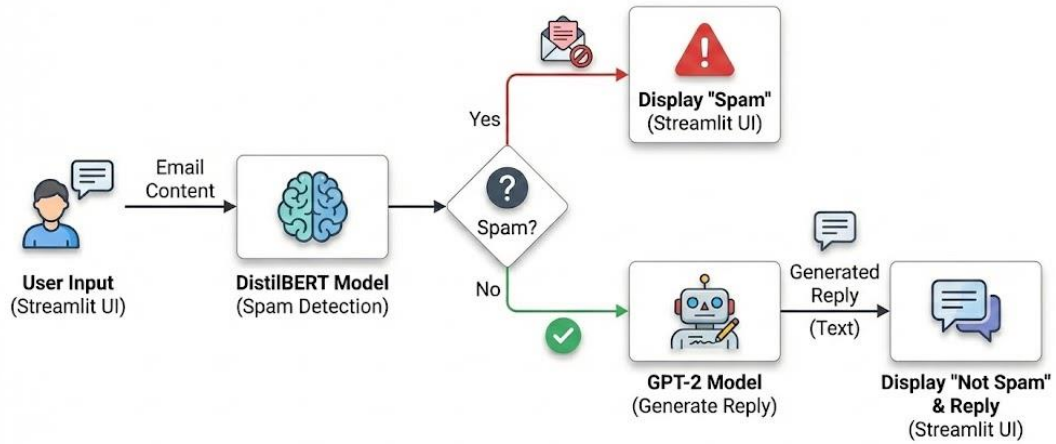 User Input
(Streamlit UI)
Email
Content
DistilBERT Model
(Spam Detection)
?
Spam?
Yes
!
Display "Spam"
(Streamlit UI)
No
GPT-2 Model
(Generate Reply)
Generated
Reply
(Text)
Display "Not Spam"
& Reply
(Streamlit UI)